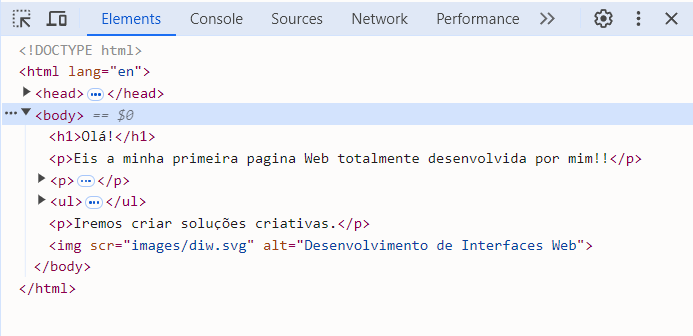 Elements Console Sources Network Performance
<!DOCTYPE html>
<html lang="en">
<head> ⋯ </head>
⋯ <body> == $0
<h1>Olá!</h1>
<p>Eis a minha primeira pagina Web totalmente desenvolvida por mim!!</p>
<p> ⋯ </p>
<ul> ⋯ </ul>
<p>Iremos criar soluções criativas.</p>
<img scr="images/diw.svg" alt="Desenvolvimento de Interfaces Web">
</body>
</html>